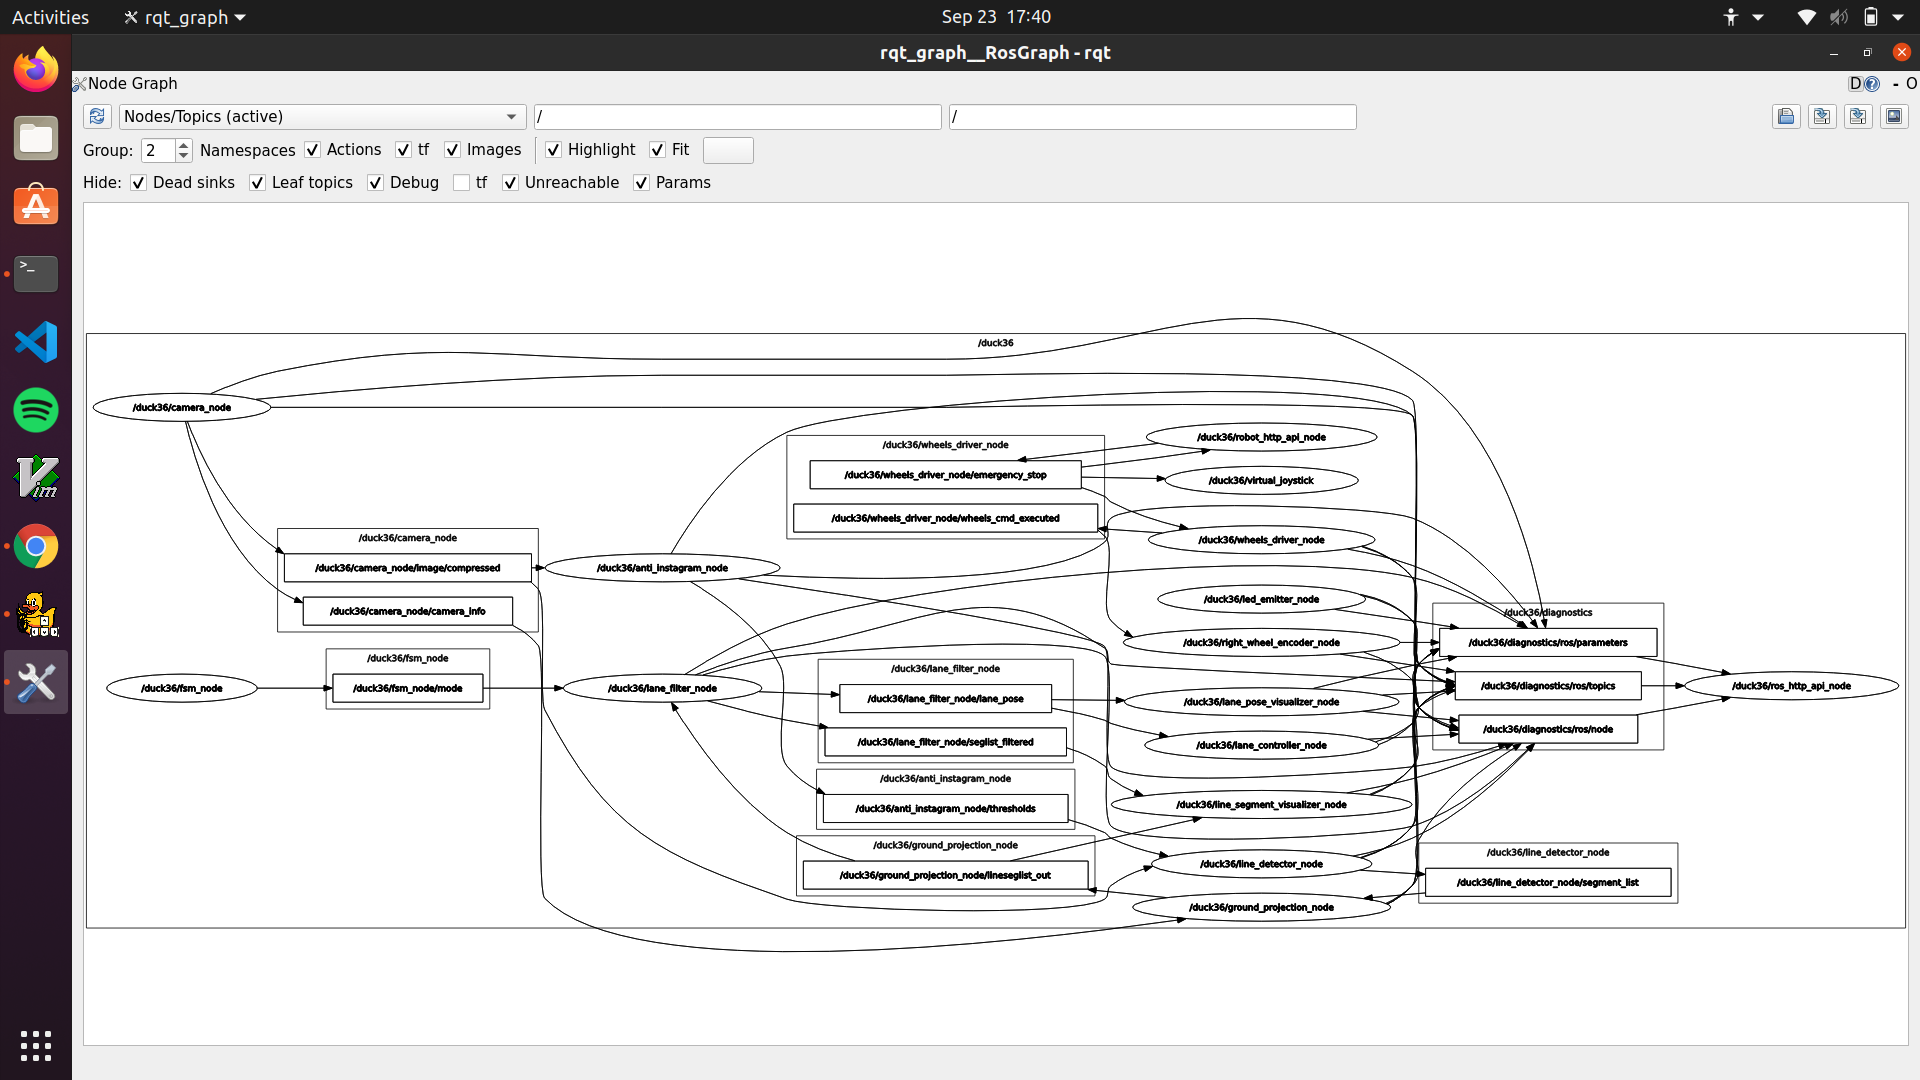 Activities
rqt_graph
Sep 23 17:40
rqt_graph__RosGraph - rqt
Node Graph
D
- O
Nodes/Topics (active)
/
/
Group: 2 Namespaces Actions tf Images Highlight Fit
Hide: Dead sinks Leaf topics Debug tf Unreachable Params
/duck36
/duck36/camera_node
/duck36/wheels_driver_node
/duck36/robot_http_api_node
/duck36/wheels_driver_node/emergency_stop
/duck36/virtual_joystick
/duck36/wheels_driver_node/wheels_cmd_executed
/duck36/camera_node
/duck36/wheels_driver_node
/duck36/camera_node/image/compressed
/duck36/anti_instagram_node
/duck36/led_emitter_node
/duck36/camera_node/camera_info
/duck36/diagnostics
/duck36/right_wheel_encoder_node
/duck36/diagnostics/ros/parameters
/duck36/fsm_node
/duck36/lane_filter_node
/duck36/fsm_node
/duck36/fsm_node/mode
/duck36/lane_filter_node
/duck36/lane_filter_node/lane_pose
/duck36/lane_pose_visualizer_node
/duck36/diagnostics/ros/topics
/duck36/ros_http_api_node
/duck36/diagnostics/ros/node
/duck36/lane_filter_node/seglist_filtered
/duck36/lane_controller_node
/duck36/anti_instagram_node
/duck36/anti_instagram_node/thresholds
/duck36/line_segment_visualizer_node
/duck36/ground_projection_node
/duck36/line_detector_node
/duck36/line_detector_node
/duck36/ground_projection_node/lineseglist_out
/duck36/line_detector_node/segment_list
/duck36/ground_projection_node